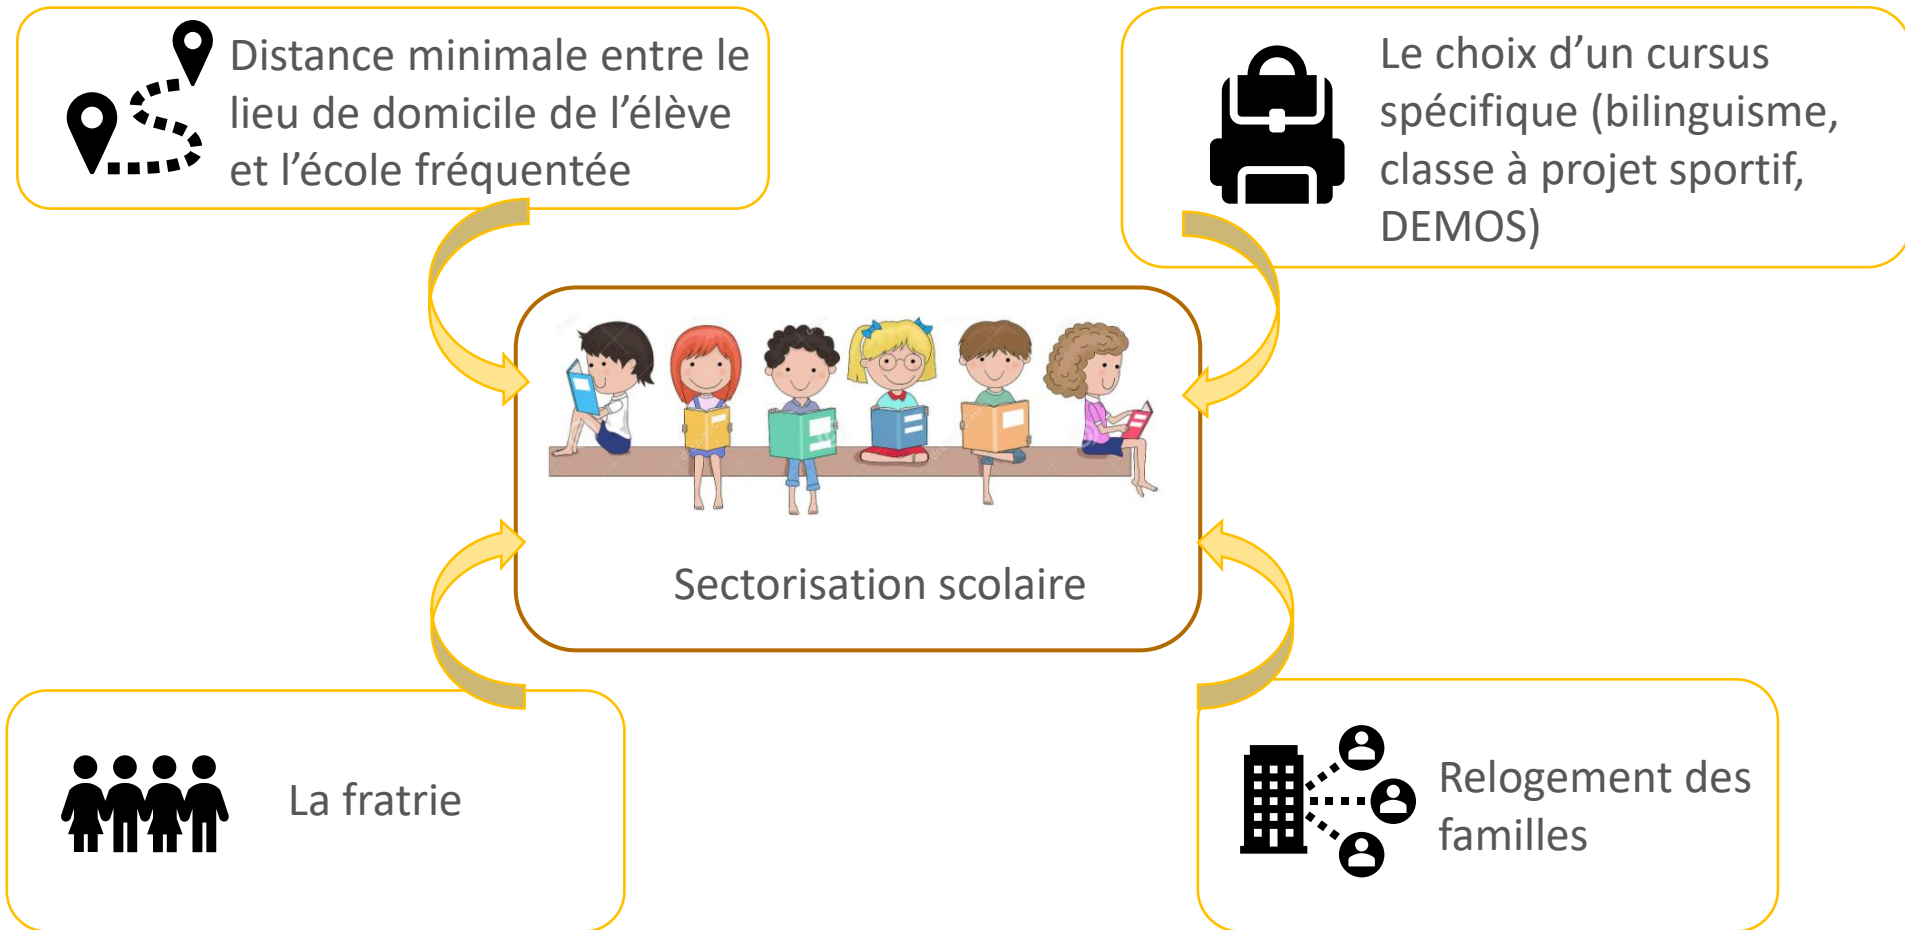 Distance minimale entre le
lieu de domicile de l’élève
et l’école fréquentée
Le choix d’un cursus
spécifique (bilinguisme,
classe à projet sportif,
DEMOS)
Sectorisation scolaire
La fratrie
Relogement des
familles